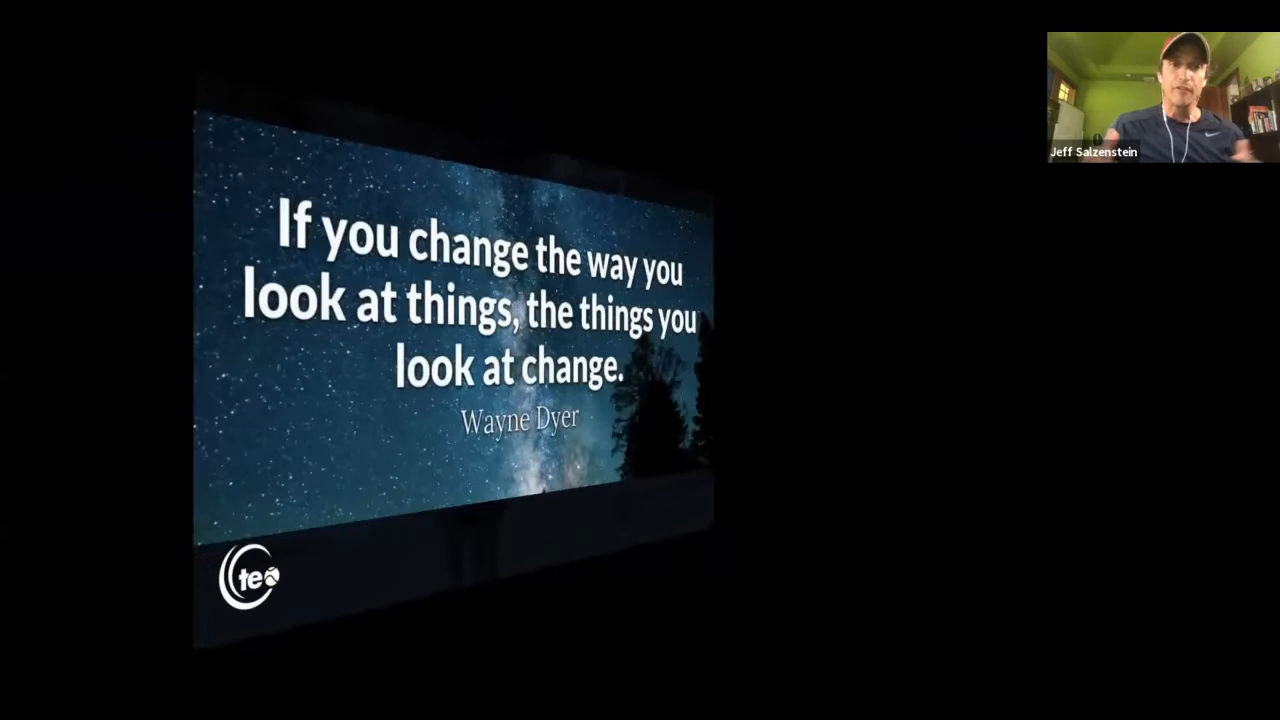 If you change the way you
look at things, the things you
look at change.
Wayne Dyer
te
Jeff Salzenstein